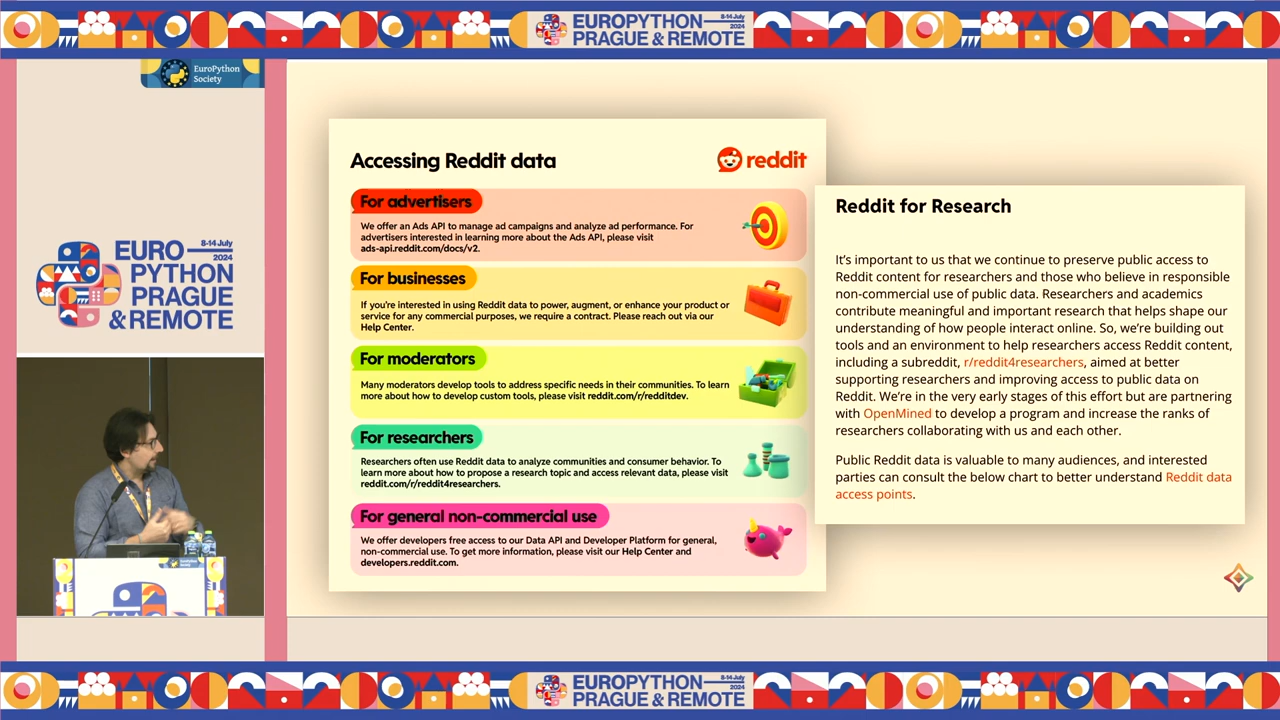 EUROPYTHON
8-14 July
2024
PRAGUE & REMOTE
EuroPython
Society
EURO
8-14 July
2024
PYTHON
PRAGUE
& REMOTE
Accessing Reddit data
reddit
For advertisers
We offer an Ads API to manage ad campaigns and analyze ad performance. For
advertisers interested in learning more about the Ads API, please visit
ads-api.reddit.com/docs/v2.
For businesses
If you're interested in using Reddit data to power, augment, or enhance your product or
service for any commercial purposes, we require a contract. Please reach out via our
Help Center.
For moderators
Many moderators develop tools to address specific needs in their communities. To learn
more about how to develop custom tools, please visit reddit.com/r/redditdev.
For researchers
Researchers often use Reddit data to analyze communities and consumer behavior. To
learn more about how to propose a research topic and access relevant data, please visit
reddit.com/r/reddit4researchers.
For general non-commercial use
We offer developers free access to our Data API and Developer Platform for general,
non-commercial use. To get more information, please visit our Help Center and
developers.reddit.com.
Reddit for Research
It's important to us that we continue to preserve public access to
Reddit content for researchers and those who believe in responsible
non-commercial use of public data. Researchers and academics
contribute meaningful and important research that helps shape our
understanding of how people interact online. So, we're building out
tools and an environment to help researchers access Reddit content,
including a subreddit, r/reddit4researchers, aimed at better
supporting researchers and improving access to public data on
Reddit. We're in the very early stages of this effort but are partnering
with OpenMined to develop a program and increase the ranks of
researchers collaborating with us and each other.
Public Reddit data is valuable to many audiences, and interested
parties can consult the below chart to better understand Reddit data
access points.
EUROPYTHON
8-14 July
2024
PRAGUE & REMOTE